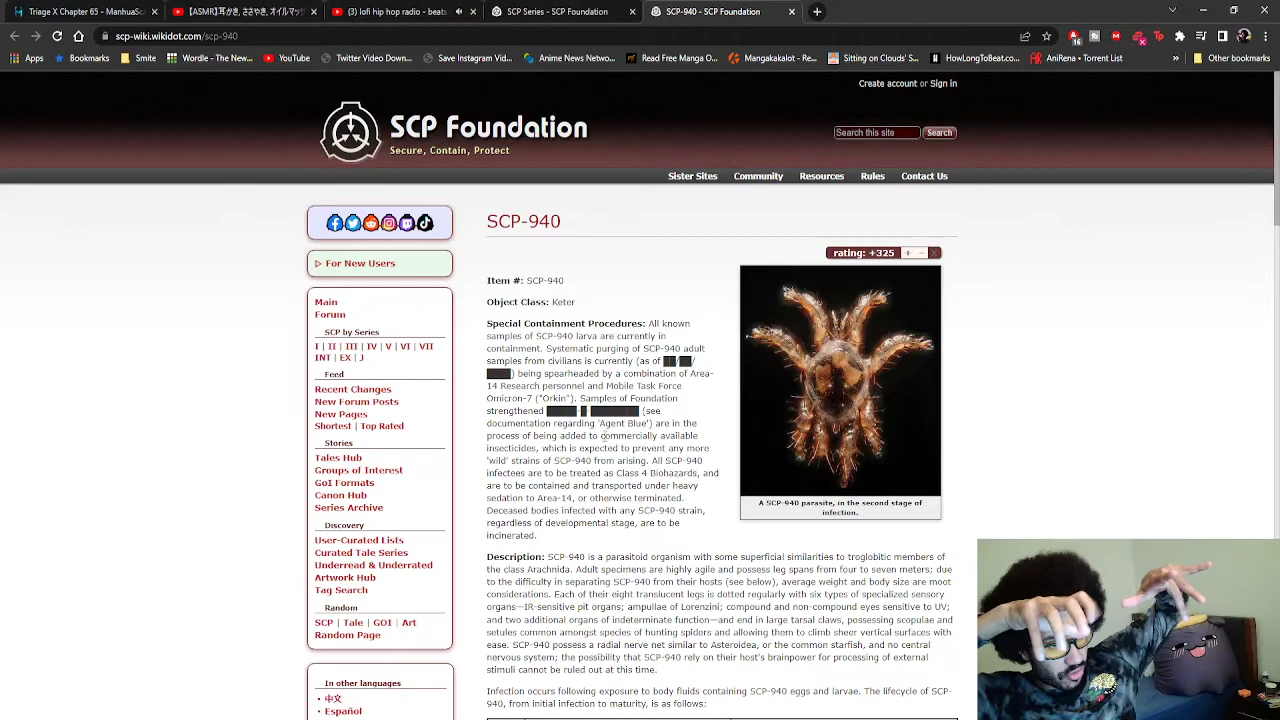 Triage X Chapter 65 - ManhuaSc
【ASMR】耳かき、ささやき、オイルマッ
(3) lofi hip hop radio - beats
SCP Series - SCP Foundation
SCP-940 - SCP Foundation
scp-wiki.wikidot.com/scp-940
16
Apps
Bookmarks
Smite
Wordle - The New...
YouTube
Twitter Video Down...
Save Instagram Vid...
Anime News Netwo...
Read Free Manga O...
Mangakakalot - Re...
Sitting on Clouds' S...
HowLongToBeat.co...
AniRena | Torrent List
»
Other bookmarks
Create account or Sign in
SCP Foundation
Secure, Contain, Protect
Search this site
Search
Sister Sites
Community
Resources
Rules
Contact Us
▷ For New Users
Main
Forum
SCP by Series
I | II | III | IV | V | VI | VII
INT | EX | J
Feed
Recent Changes
New Forum Posts
New Pages
Shortest | Top Rated
Stories
Tales Hub
Groups of Interest
GoI Formats
Canon Hub
Series Archive
Discovery
User-Curated Lists
Curated Tale Series
Underread & Underrated
Artwork Hub
Tag Search
Random
SCP | Tale | GOI | Art
Random Page
In other languages
中文
Español
SCP-940
rating: +325 + – X
Item #: SCP-940
Object Class: Keter
Special Containment Procedures: All known
samples of SCP-940 larva are currently in
containment. Systematic purging of SCP-940 adult
samples from civilians is currently (as of ██/██/
████) being spearheaded by a combination of Area-
14 Research personnel and Mobile Task Force
Omicron-7 ("Orkin"). Samples of Foundation
strengthened █████-█-████████ (see
documentation regarding 'Agent Blue') are in the
process of being added to commercially available
insecticides, which is expected to prevent any more
'wild' strains of SCP-940 from arising. All SCP-940
infectees are to be treated as Class 4 Biohazards, and
are to be contained and transported under heavy
sedation to Area-14, or otherwise terminated.
Deceased bodies infected with any SCP-940 strain,
regardless of developmental stage, are to be
incinerated.
A SCP-940 parasite, in the second stage of
infection.
Description: SCP-940 is a parasitoid organism with some superficial similarities to troglobitic members of
the class Arachnida. Adult specimens are highly agile and possess leg spans from four to seven meters; due
to the difficulty in separating SCP-940 from their hosts (see below), average weight and body size are moot
considerations. Each of their eight translucent legs is dotted regularly with six types of specialized sensory
organs—IR-sensitive pit organs; ampullae of Lorenzini; compound and non-compound eyes sensitive to UV;
and two additional organs of indeterminate function—and end in large tarsal claws, possessing scopulae and
setules common amongst species of hunting spiders and allowing them to climb sheer vertical surfaces with
ease. SCP-940 possess a radial nerve net similar to Asteroidea, or the common starfish, and no central
nervous system; the possibility that SCP-940 rely on their host's brainpower for processing of external
stimuli cannot be ruled out at this time.
Infection occurs following exposure to body fluids containing SCP-940 eggs and larvae. The lifecycle of SCP-
940, from initial infection to maturity, is as follows: